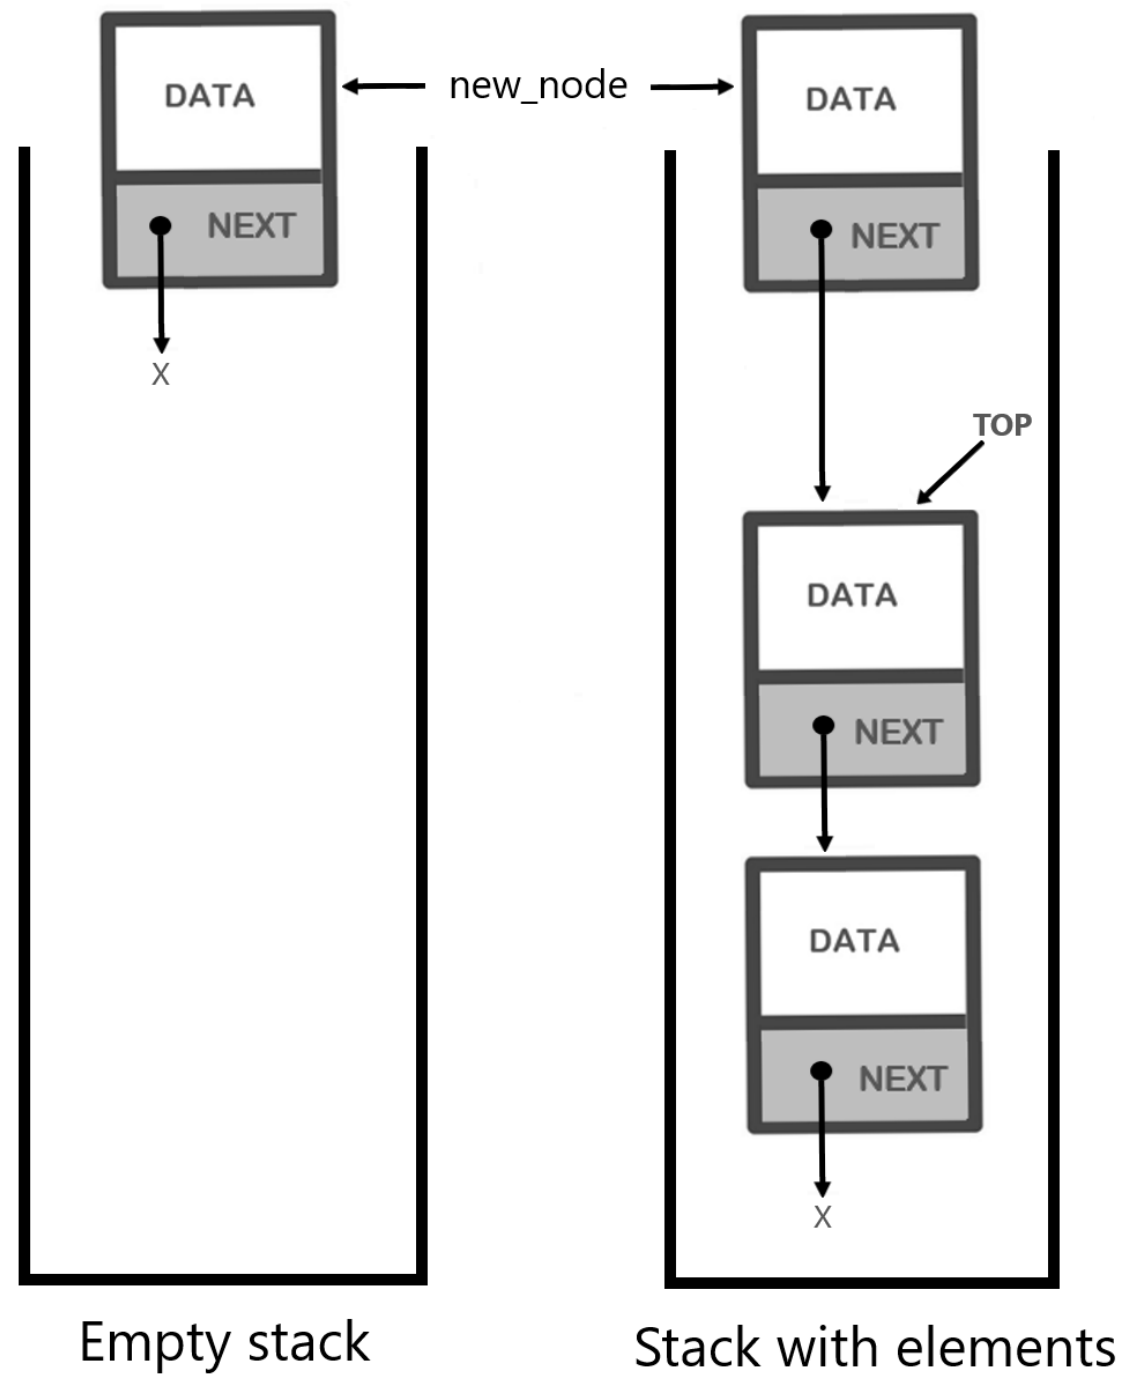 DATA
new_node
DATA
NEXT
NEXT
X
TOP
DATA
NEXT
DATA
NEXT
X
Empty stack
Stack with elements